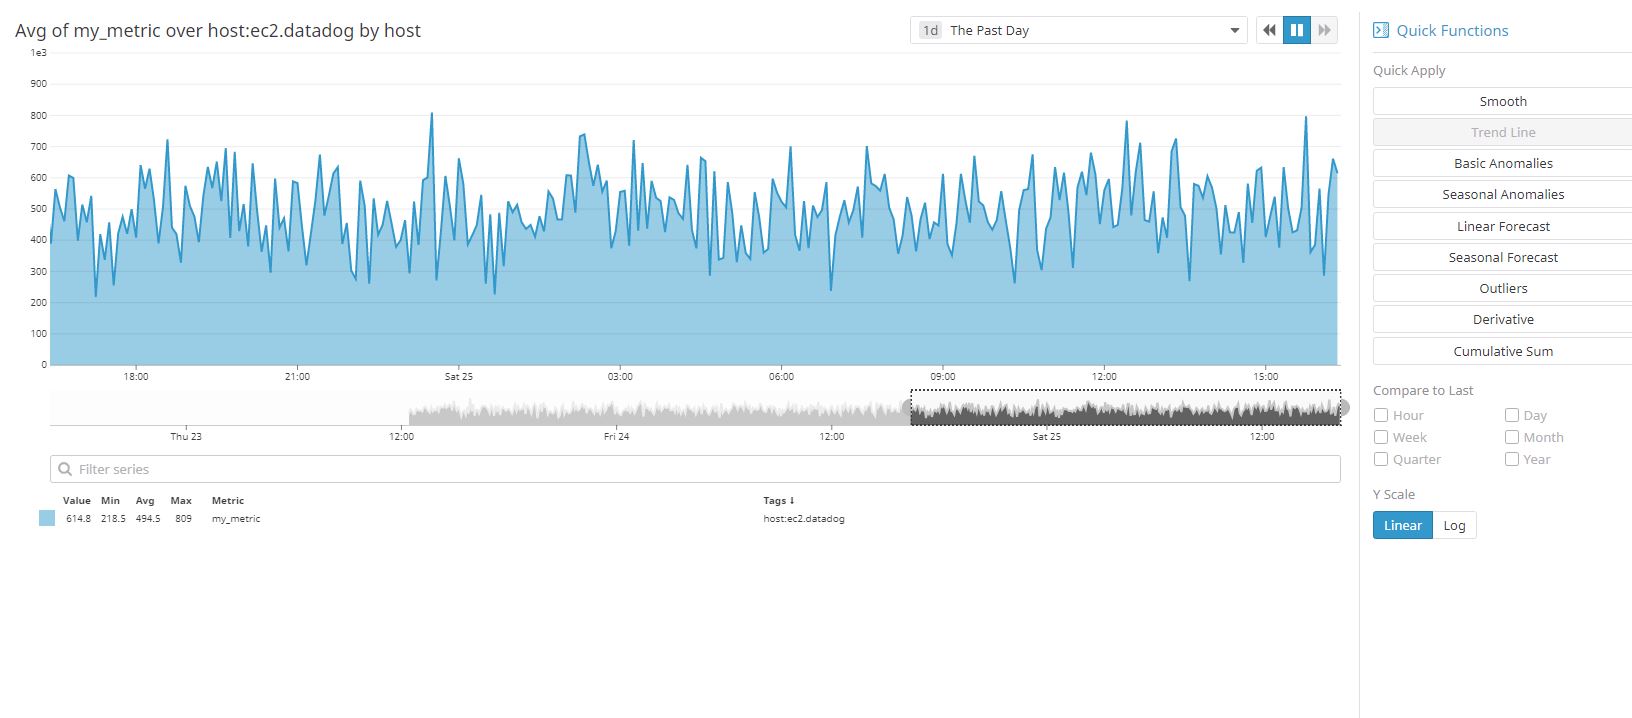 Avg of my_metric over host:ec2.datadog by host
1d The Past Day
Quick Functions
1e3
900
800
700
600
500
400
300
200
100
0
18:00 21:00 Sat 25 03:00 06:00 09:00 12:00 15:00
Thu 23 12:00 Fri 24 12:00 Sat 25 12:00
Filter series
Value Min Avg Max Metric Tags ↓
614.8 218.5 494.5 809 my_metric host:ec2.datadog
Quick Apply
Smooth
Trend Line
Basic Anomalies
Seasonal Anomalies
Linear Forecast
Seasonal Forecast
Outliers
Derivative
Cumulative Sum
Compare to Last
Hour Day
Week Month
Quarter Year
Y Scale
Linear Log